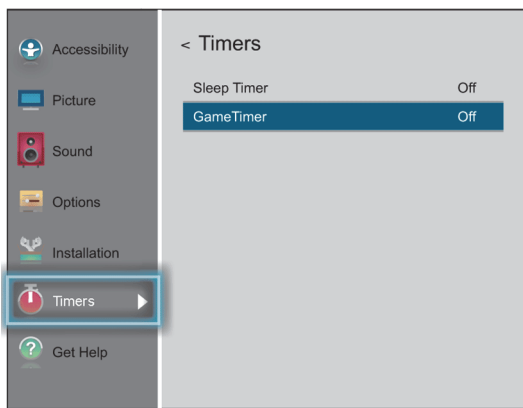 Accessibility
Picture
Sound
Options
Installation
Timers
Get Help
< Timers
Sleep Timer Off
GameTimer Off